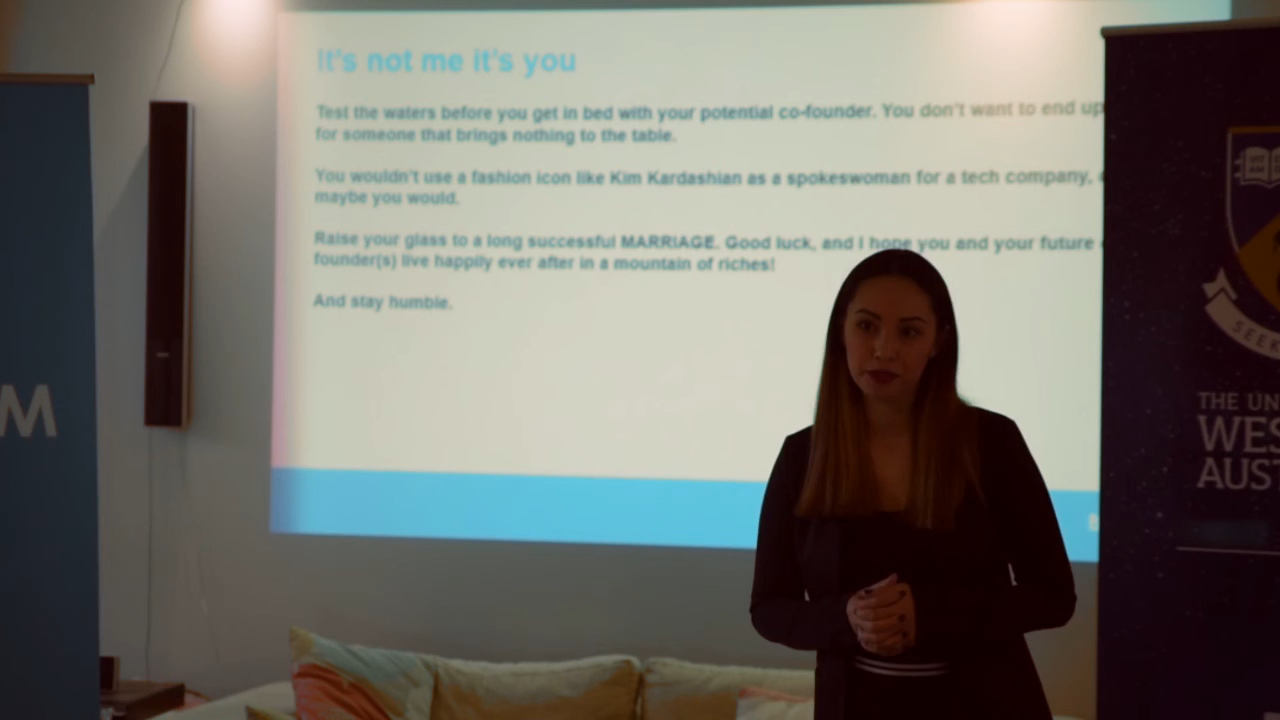 It's not me it's you
Test the waters before you get in bed with your potential co-founder. You don't want to end up
for someone that brings nothing to the table.
You wouldn't use a fashion icon like Kim Kardashian as a spokeswoman for a tech company,
maybe you would.
Raise your glass to a long successful MARRIAGE. Good luck, and I hope you and your future
founder(s) live happily ever after in a mountain of riches!
And stay humble.
M
SEEK
THE UN
WES
AUST